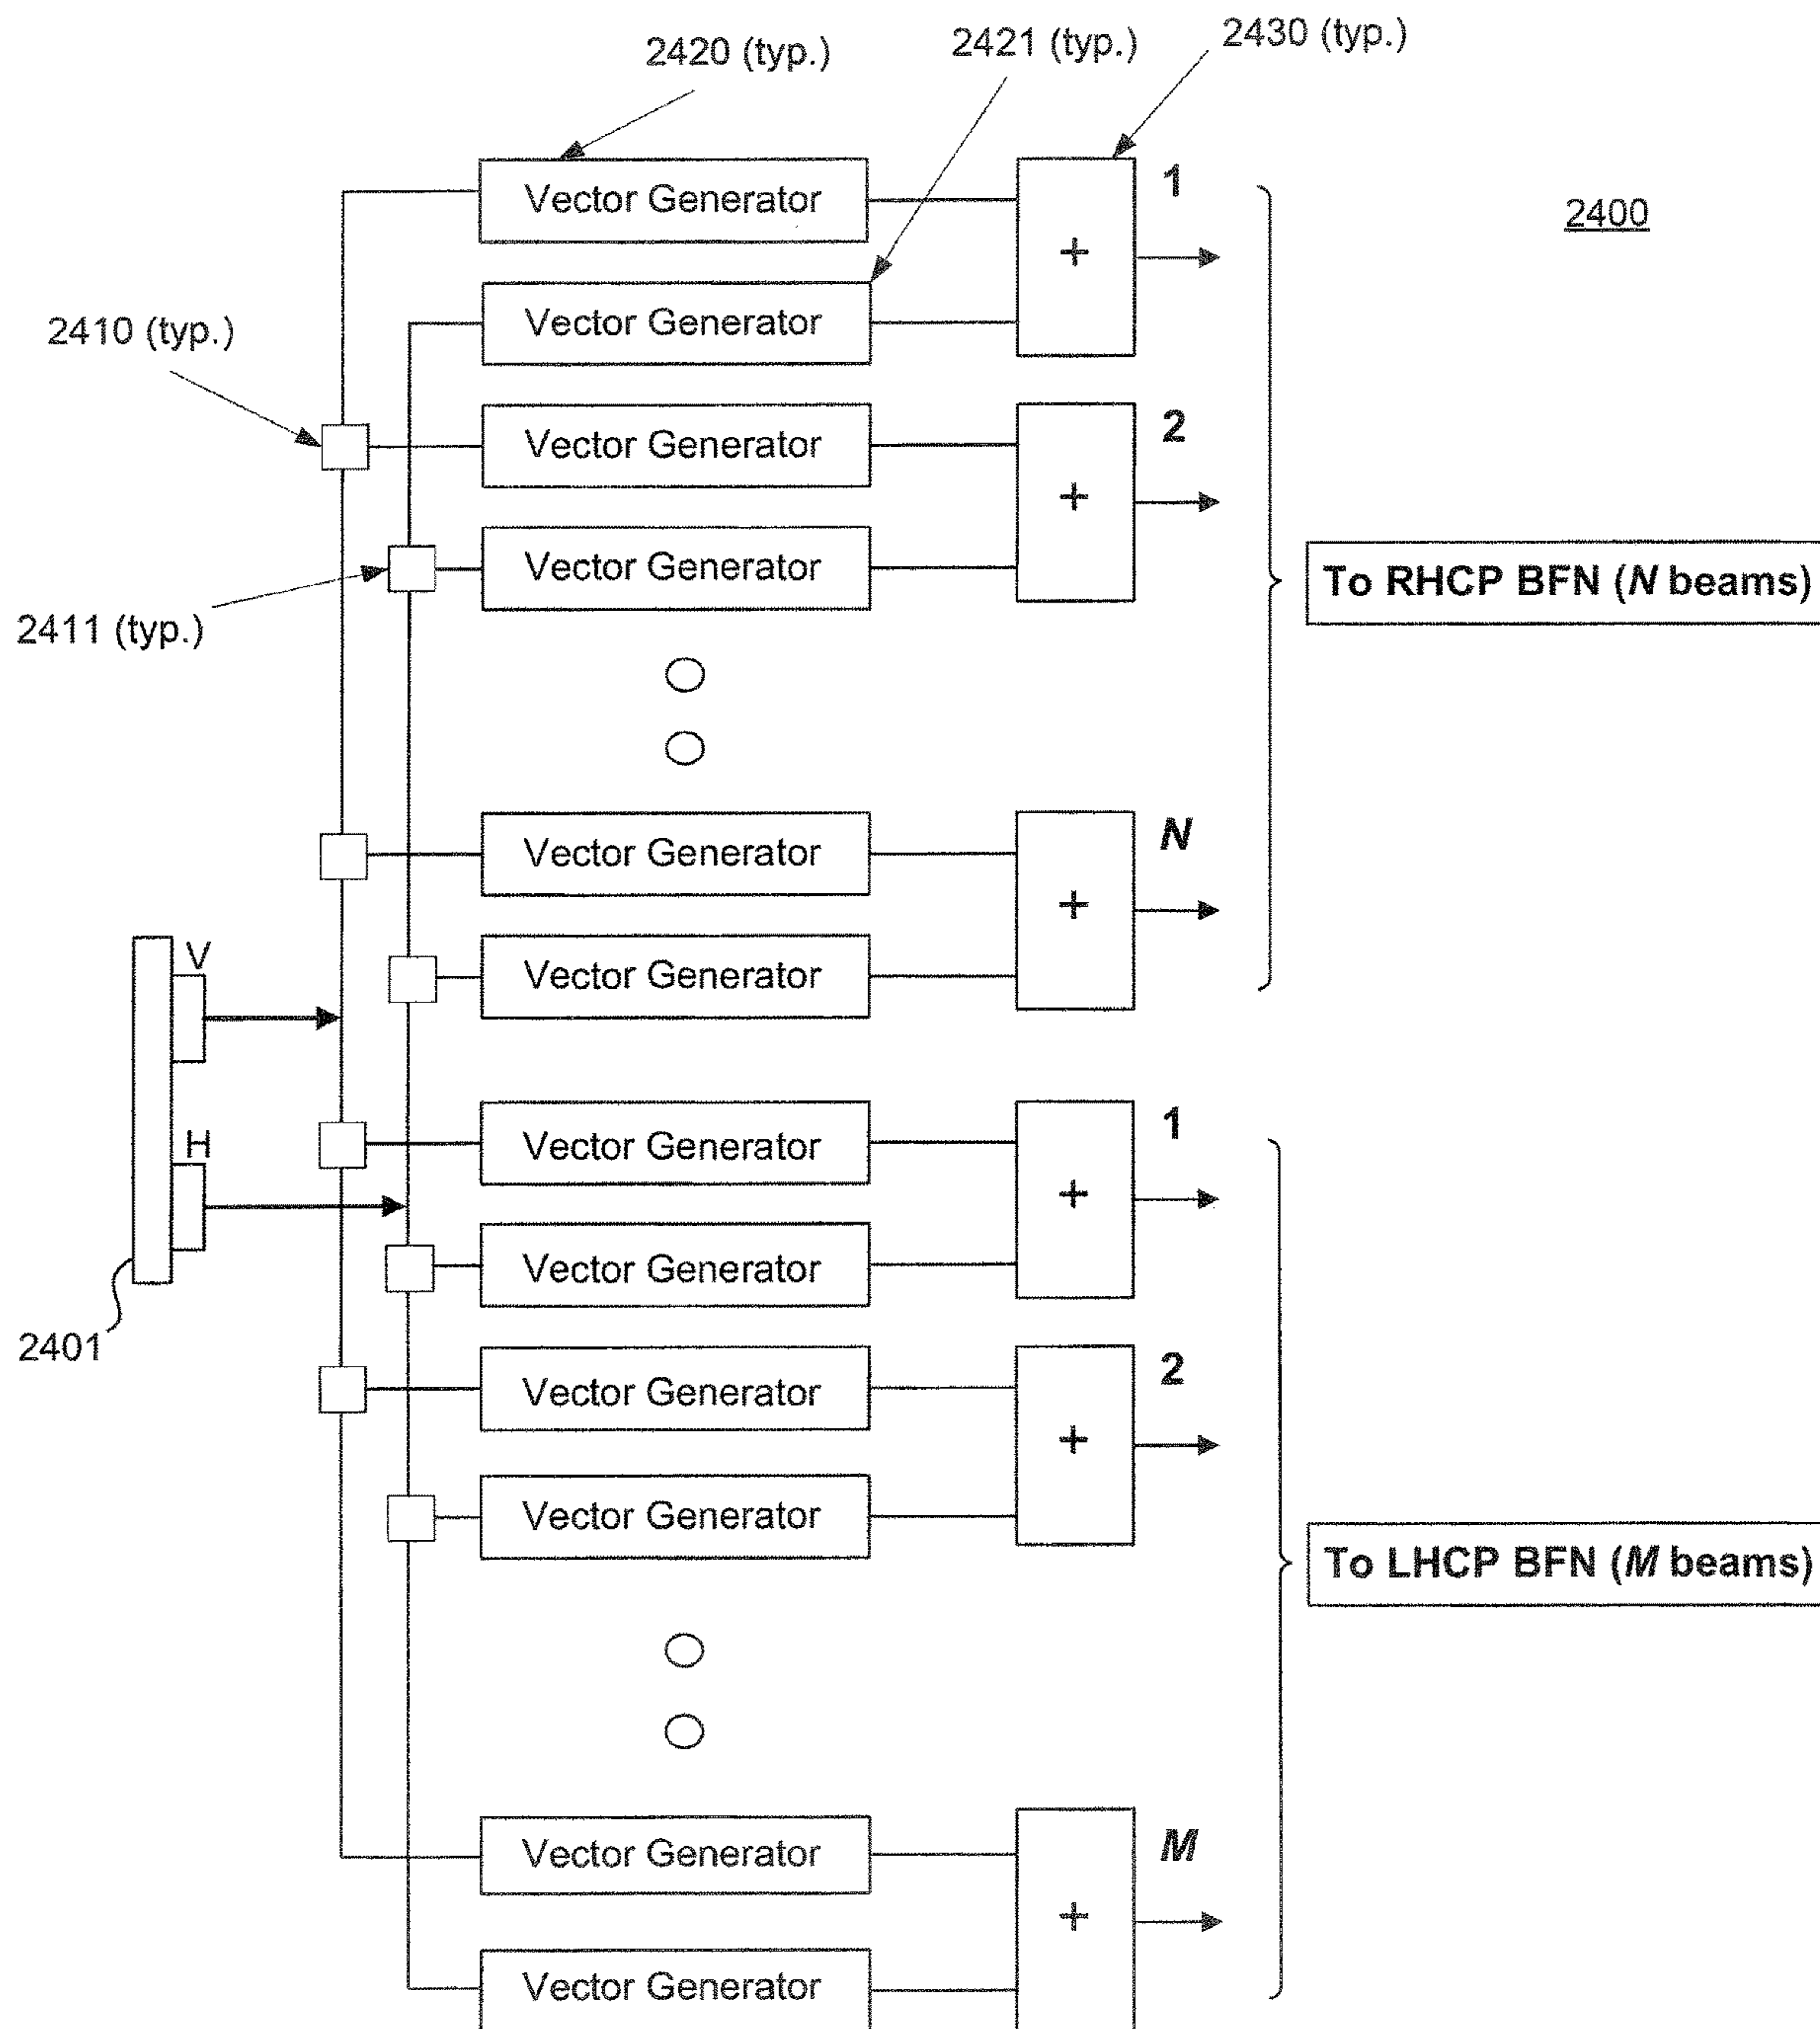 2420 (typ.)
2421 (typ.)
2430 (typ.)
2400
Vector Generator
+
1
Vector Generator
2410 (typ.)
Vector Generator
+
2
Vector Generator
2411 (typ.)
To RHCP BFN (N beams)
Vector Generator
+
N
Vector Generator
V
H
2401
Vector Generator
+
1
Vector Generator
Vector Generator
+
2
Vector Generator
To LHCP BFN (M beams)
Vector Generator
+
M
Vector Generator